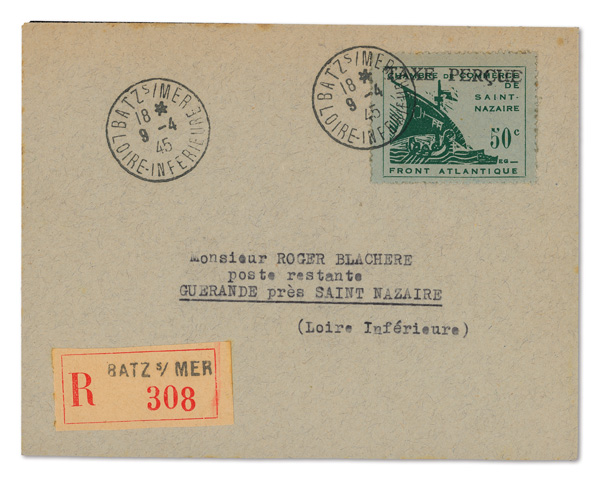 BATZ S/ MER
18 *
9 -4
45
LOIRE-INFERIEURE
BATZ S/ MER
18 *
9 -4
45
LOIRE-INFERIEURE
TAXE PERÇUE
CHAMBRE DE COMMERCE
DE
SAINT-
NAZAIRE
50c
FRONT ATLANTIQUE
Monsieur ROGER BLACHERE
poste restante
GUERANDE près SAINT NAZAIRE
(Loire Inférieure)
BATZ S/ MER
R 308